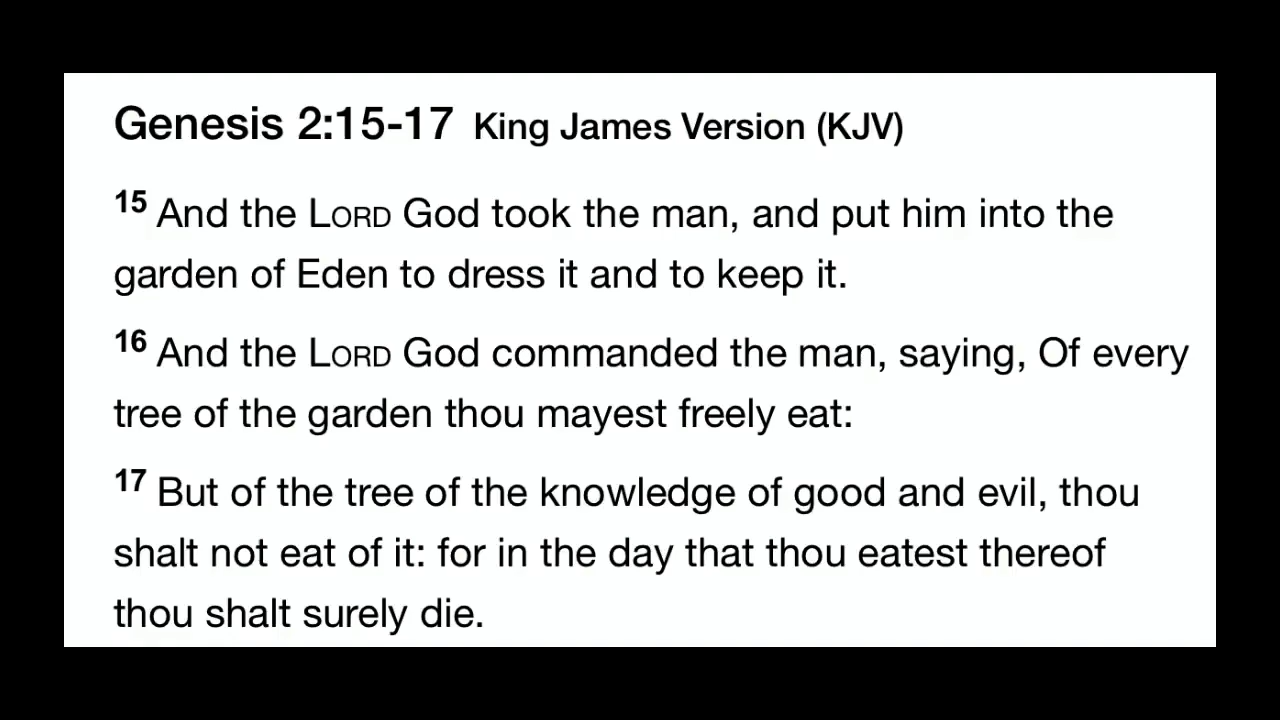 Genesis 2:15-17 King James Version (KJV)
15 And the LORD God took the man, and put him into the
garden of Eden to dress it and to keep it.
16 And the LORD God commanded the man, saying, Of every
tree of the garden thou mayest freely eat:
17 But of the tree of the knowledge of good and evil, thou
shalt not eat of it: for in the day that thou eatest thereof
thou shalt surely die.